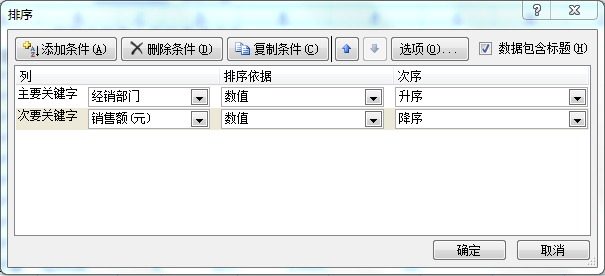 排序
添加条件(A) 删除条件(D) 复制条件(C) 选项(O)... 数据包含标题(H)
列 排序依据 次序
主要关键字 经销部门 数值 升序
次要关键字 销售额(元) 数值 降序
确定 取消